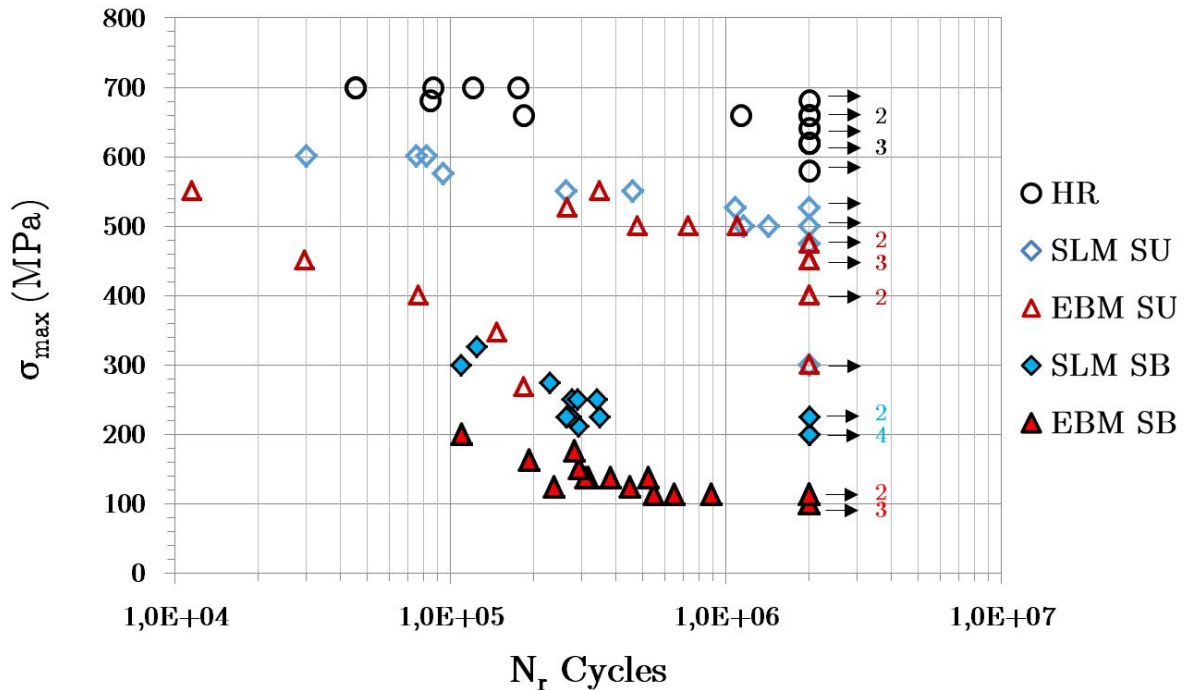 800
700
600
500
400
300
200
100
0
σmax (MPa)
2
3
2
3
2
2
4
2
3
HR
SLM SU
EBM SU
SLM SB
EBM SB
1,0E+04 1,0E+05 1,0E+06 1,0E+07
Nr Cycles